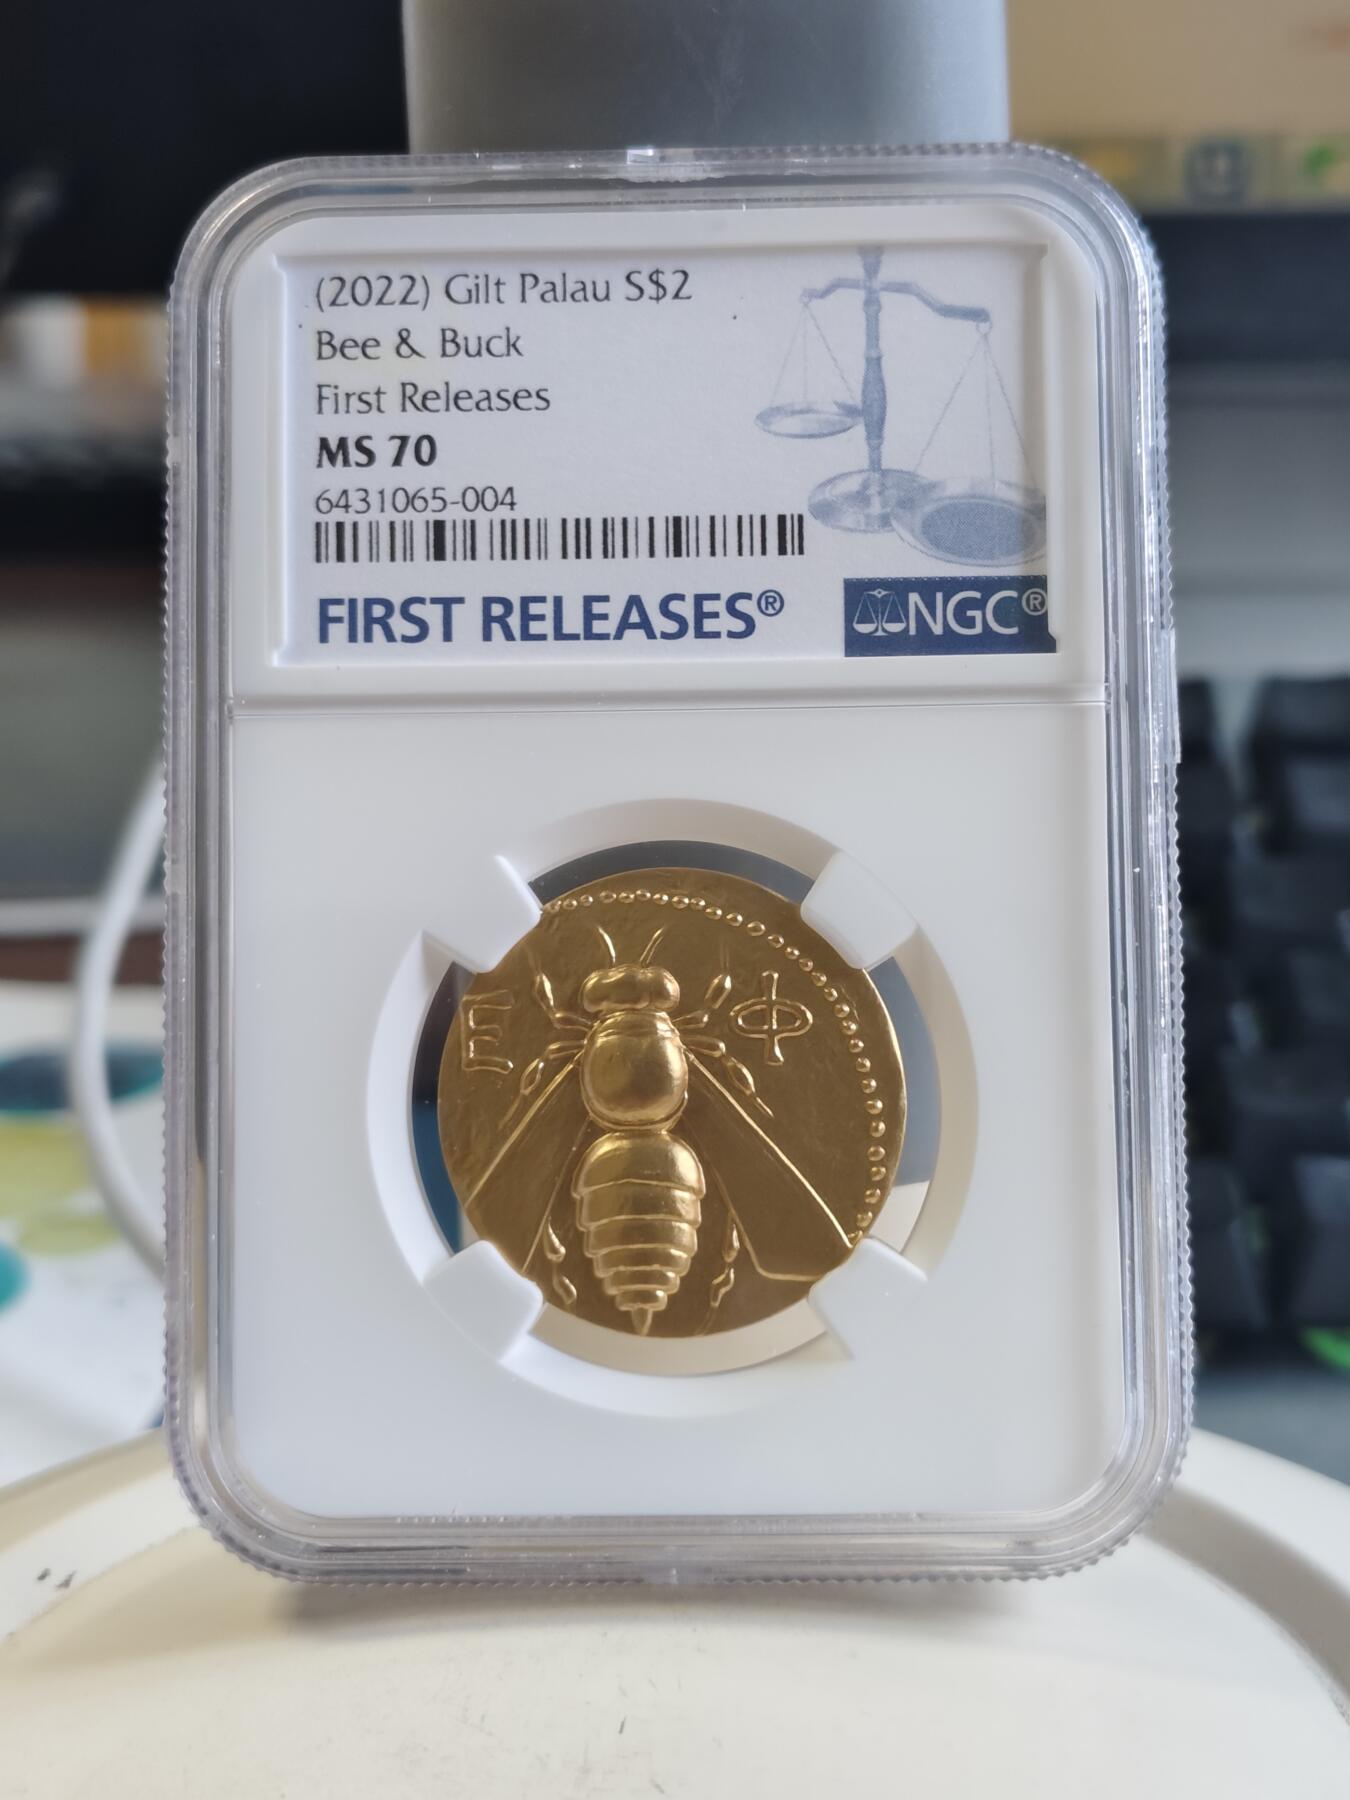 (2022) Gilt Palau S$2
Bee & Buck
First Releases
MS 70
6431065-004
FIRST RELEASES®
NGC®
Ε Φ